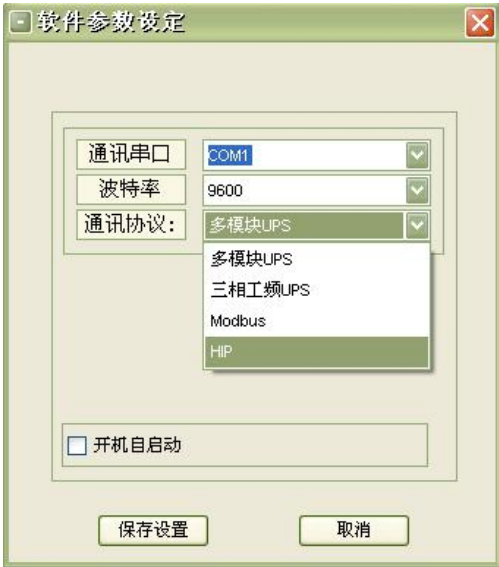 软件参数设定
通讯串口 COM1
波特率 9600
通讯协议: 多模块UPS
多模块UPS
三相工频UPS
Modbus
HIP
开机自启动
保存设置 取消